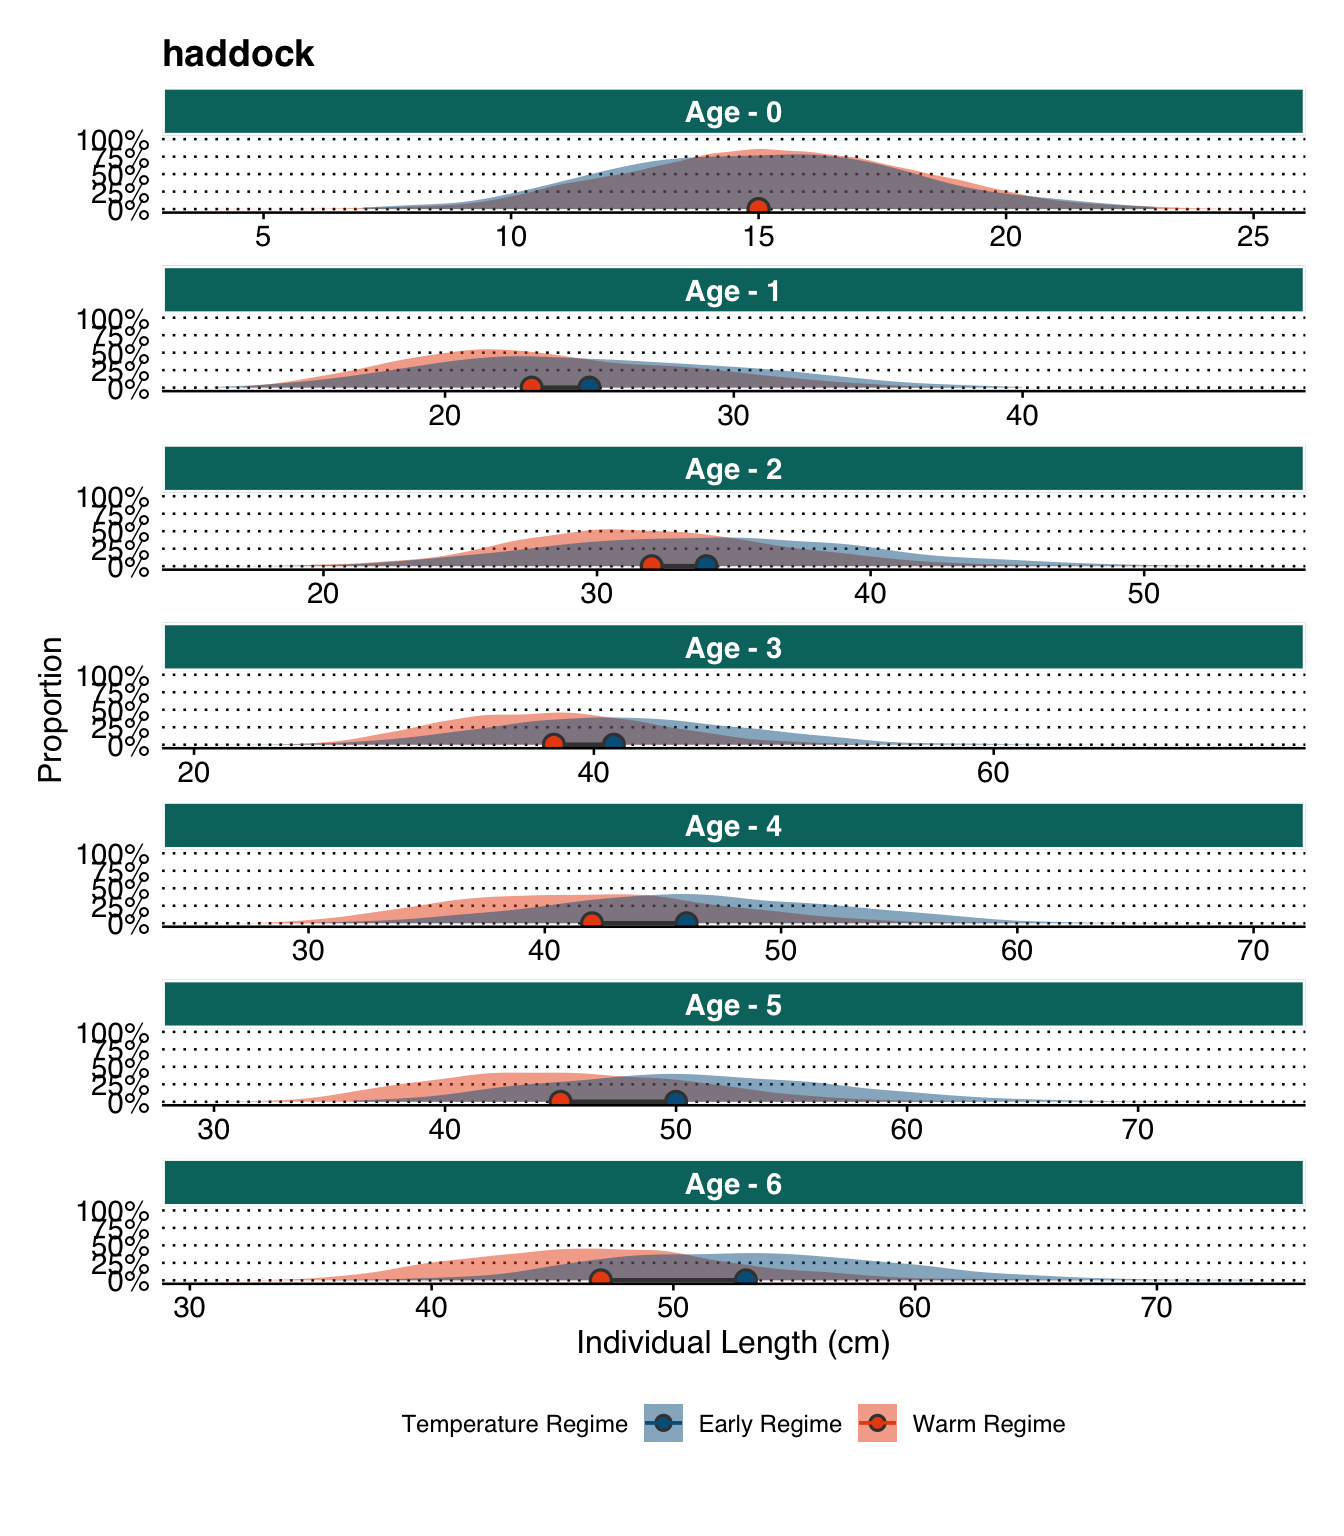 haddock
Age - 0
100%
75%
50%
25%
0%
5 10 15 20 25
Age - 1
100%
75%
50%
25%
0%
20 30 40
Age - 2
100%
75%
50%
25%
0%
20 30 40 50
Proportion
Age - 3
100%
75%
50%
25%
0%
20 40 60
Age - 4
100%
75%
50%
25%
0%
30 40 50 60 70
Age - 5
100%
75%
50%
25%
0%
30 40 50 60 70
Age - 6
100%
75%
50%
25%
0%
30 40 50 60 70
Individual Length (cm)
Temperature Regime Early Regime Warm Regime